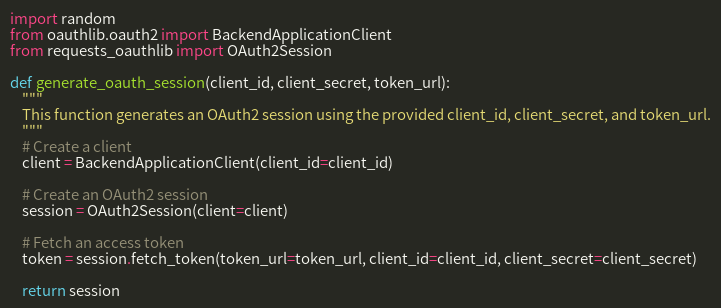 import random
from oauthlib.oauth2 import BackendApplicationClient
from requests_oauthlib import OAuth2Session

def generate_oauth_session(client_id, client_secret, token_url):
    """
    This function generates an OAuth2 session using the provided client_id, client_secret, and token_url.
    """
    # Create a client
    client = BackendApplicationClient(client_id=client_id)

    # Create an OAuth2 session
    session = OAuth2Session(client=client)

    # Fetch an access token
    token = session.fetch_token(token_url=token_url, client_id=client_id, client_secret=client_secret)

    return session